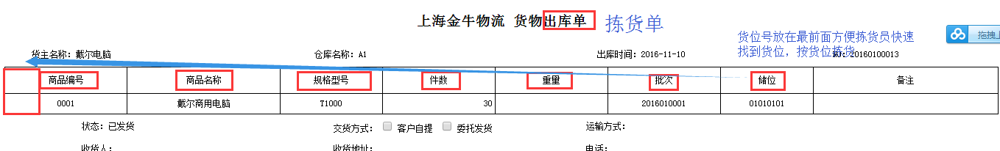 上海金牛物流 货物出库单 拣货单
货位号放在最前面方便拣货员快速
找到货位，按货位拣货
拖拽上
货主名称：戴尔电脑 仓库名称：A1 出库时间：2016-11-10 20160100013
商品编号 商品名称 规格型号 件数 重量 批次 储位 备注
0001 戴尔商用电脑 T1000 30 2016010001 01010101
状态：已发货 交货方式： 客户自提 委托发货 运输方式：
收货人： 收货地址： 电话：